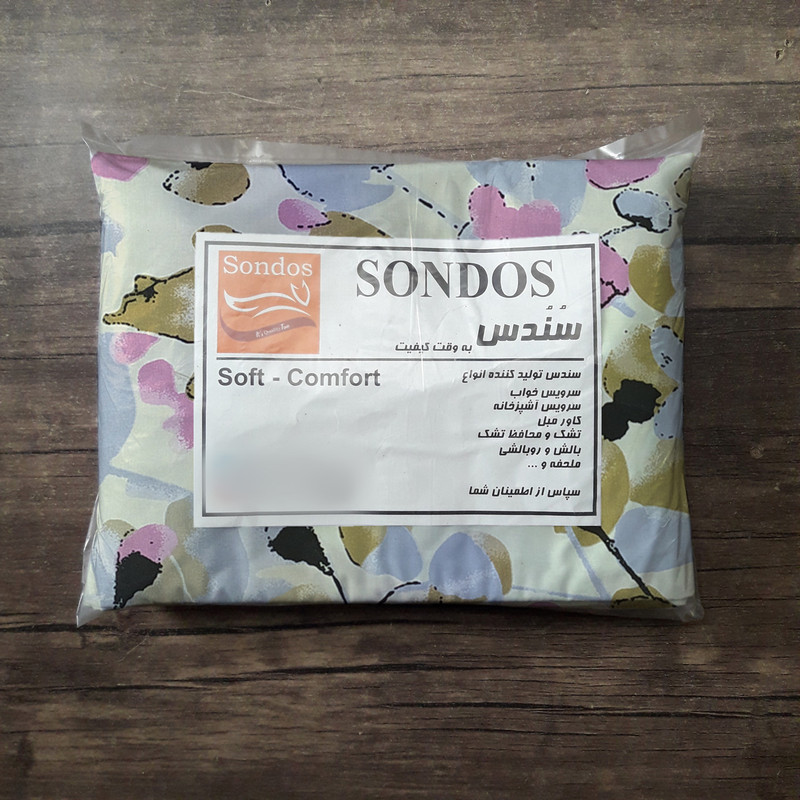 Sondos
SONDOS
سُندُس
به وقت کیفیت
Soft - Comfort
سندس تولید کننده انواع
سرویس خواب
سرویس آشپزخانه
کاور مبل
تشک و محافظ تشک
بالش و روبالشی
ملحفه و ...
سپاس از اطمینان شما